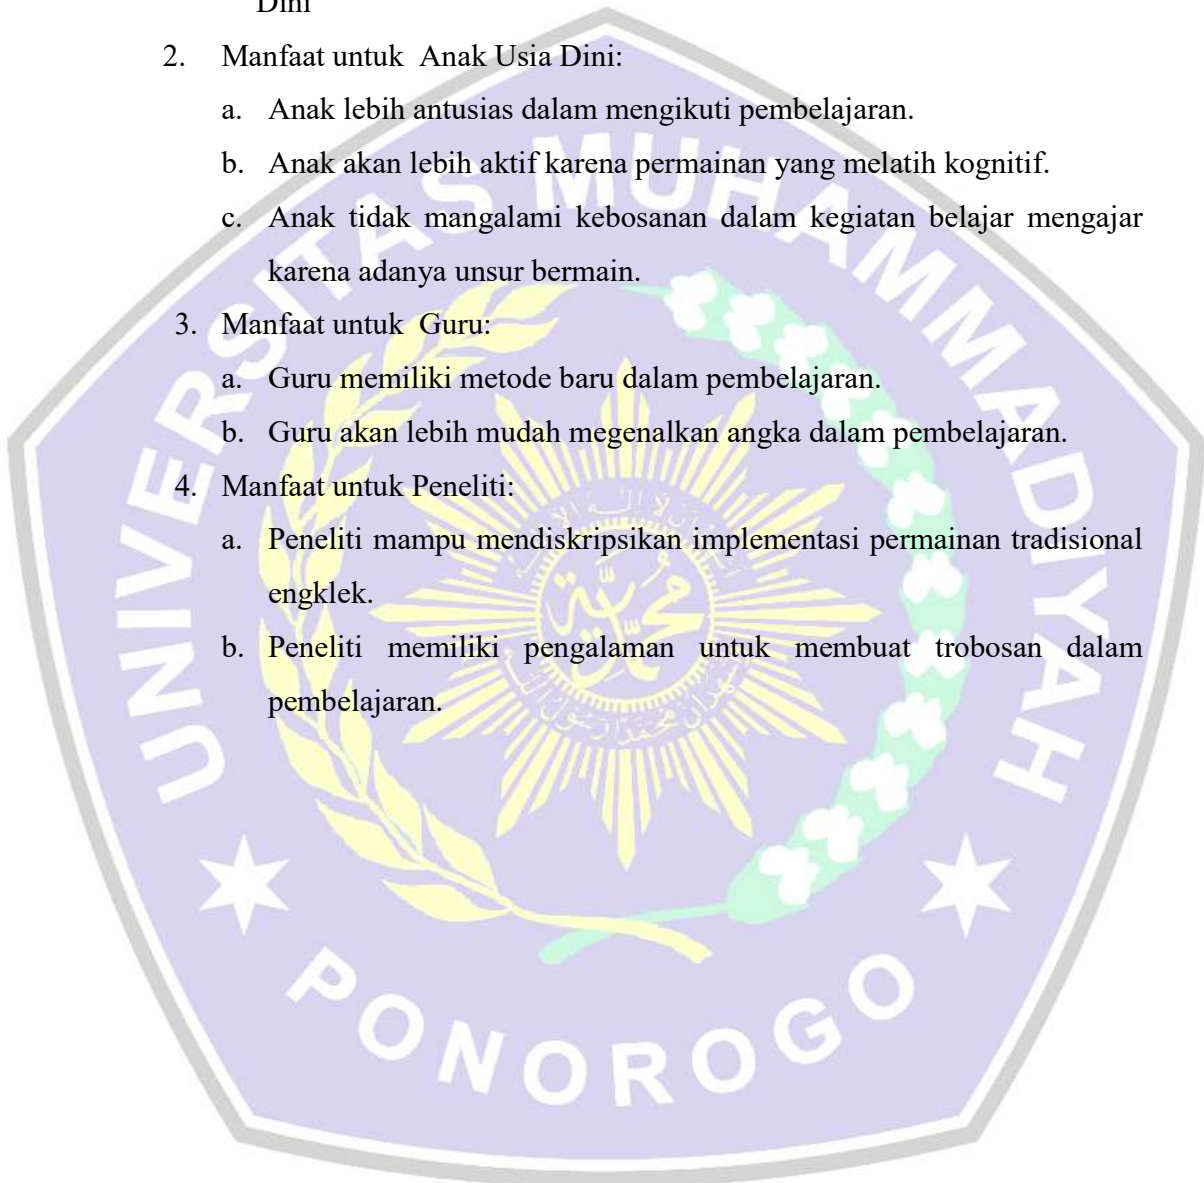 Dini
2. Manfaat untuk Anak Usia Dini:
a. Anak lebih antusias dalam mengikuti pembelajaran.
b. Anak akan lebih aktif karena permainan yang melatih kognitif.
c. Anak tidak mangalami kebosanan dalam kegiatan belajar mengajar
karena adanya unsur bermain.
3. Manfaat untuk Guru:
a. Guru memiliki metode baru dalam pembelajaran.
b. Guru akan lebih mudah megenalkan angka dalam pembelajaran.
4. Manfaat untuk Peneliti:
a. Peneliti mampu mendiskripsikan implementasi permainan tradisional
engklek.
b. Peneliti memiliki pengalaman untuk membuat trobosan dalam
pembelajaran.
UNIVERSITAS MUHAMMADIYAH
PONOROGO